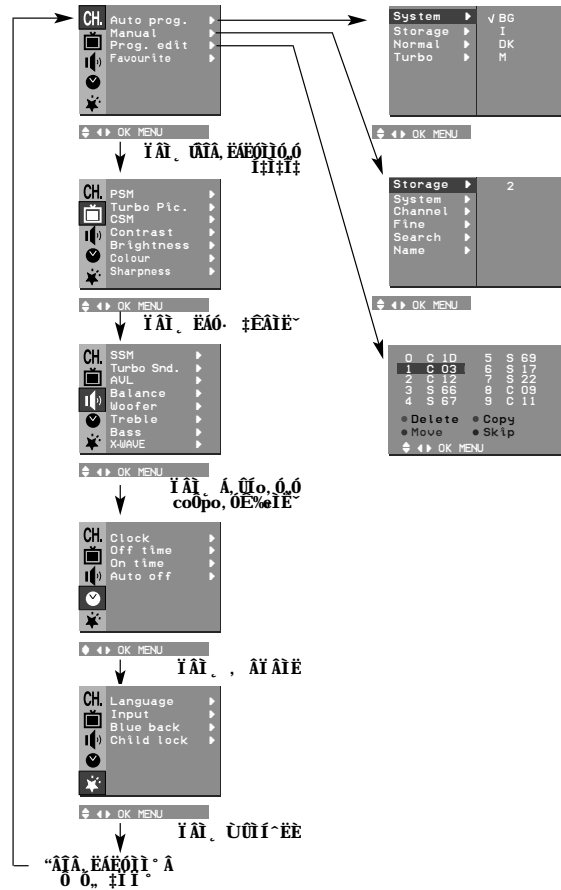 CH.
Auto prog.
Manual
Prog. edit
Favourite
OK MENU
System √ BG
Storage I
Normal DK
Turbo M
OK MENU
CH.
PSM
Turbo Pic.
CSM
Contrast
Brightness
Colour
Sharpness
OK MENU
Storage 2
System
Channel
Fine
Search
Name
OK MENU
CH.
SSM
Turbo Snd.
AVL
Balance
Woofer
Treble
Bass
X-WAVE
OK MENU
0 C 1D 5 S 69
1 C 03 6 S 17
2 C 12 7 S 22
3 S 66 8 C 09
4 S 67 9 C 11
Delete Copy
Move Skip
OK MENU
CH.
Clock
Off time
On time
Auto off
OK MENU
CH.
Language
Input
Blue back
Child lock
OK MENU